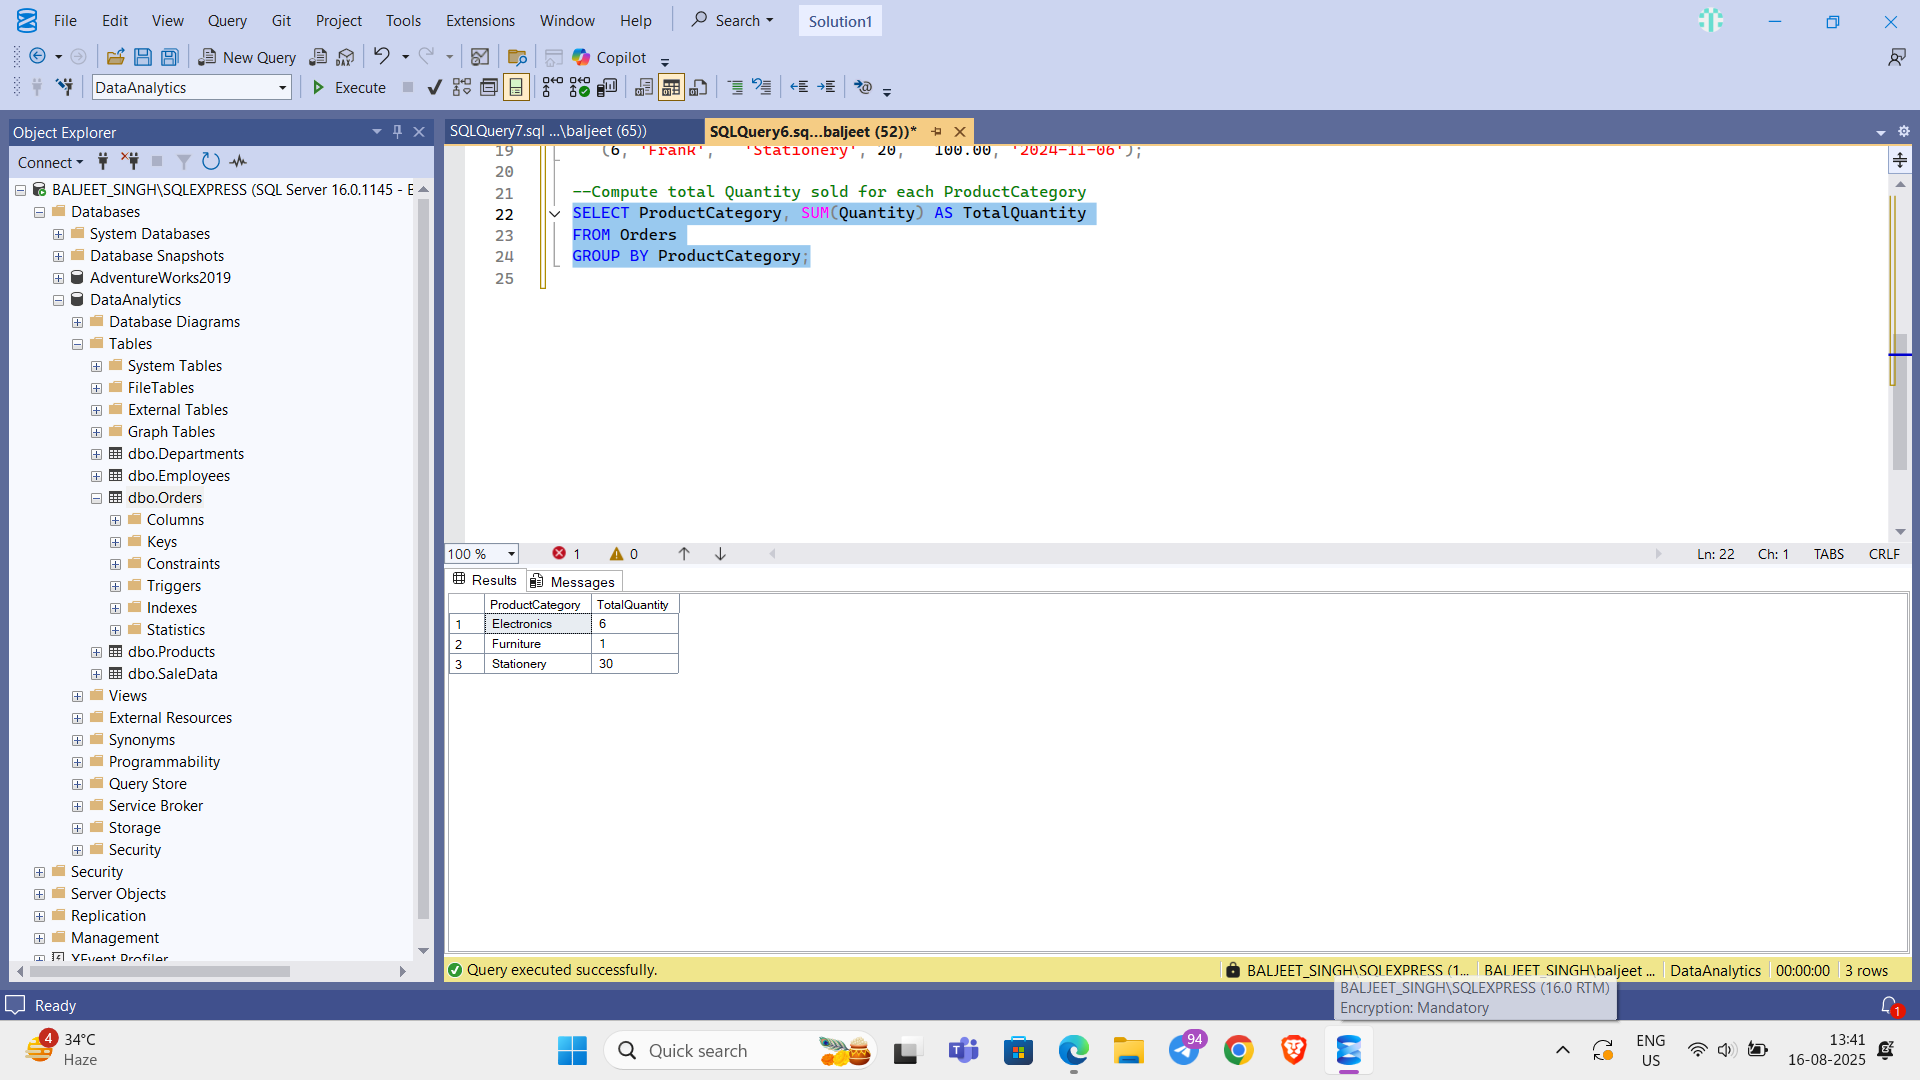 File Edit View Query Git Project Tools Extensions Window Help Search Solution1
New Query Copilot
DataAnalytics Execute
Object Explorer
Connect
BALJEET_SINGH\SQLEXPRESS (SQL Server 16.0.1145 -
Databases
System Databases
Database Snapshots
AdventureWorks2019
DataAnalytics
Database Diagrams
Tables
System Tables
FileTables
External Tables
Graph Tables
dbo.Departments
dbo.Employees
dbo.Orders
Columns
Keys
Constraints
Triggers
Indexes
Statistics
dbo.Products
dbo.SaleData
Views
External Resources
Synonyms
Programmability
Query Store
Service Broker
Storage
Security
Security
Server Objects
Replication
Management
XEvent Profiler
SQLQuery7.sql ...\baljeet (65)) SQLQuery6.sq...baljeet (52))*
19 (6, 'Frank', 'Stationery', 20, 100.00, '2024-11-06');
20
21 --Compute total Quantity sold for each ProductCategory
22 SELECT ProductCategory, SUM(Quantity) AS TotalQuantity
23 FROM Orders
24 GROUP BY ProductCategory;
25
100 % 1 0 Ln: 22 Ch: 1 TABS CRLF
Results Messages
ProductCategory TotalQuantity
1 Electronics 6
2 Furniture 1
3 Stationery 30
Query executed successfully. BALJEET_SINGH\SQLEXPRESS (1... BALJEET_SINGH\baljeet ... DataAnalytics 00:00:00 3 rows
BALJEET_SINGH\SQLEXPRESS (16.0 RTM)
Encryption: Mandatory
Ready 1
4 34°C
Haze
Quick search
94
ENG
US
13:41
16-08-2025